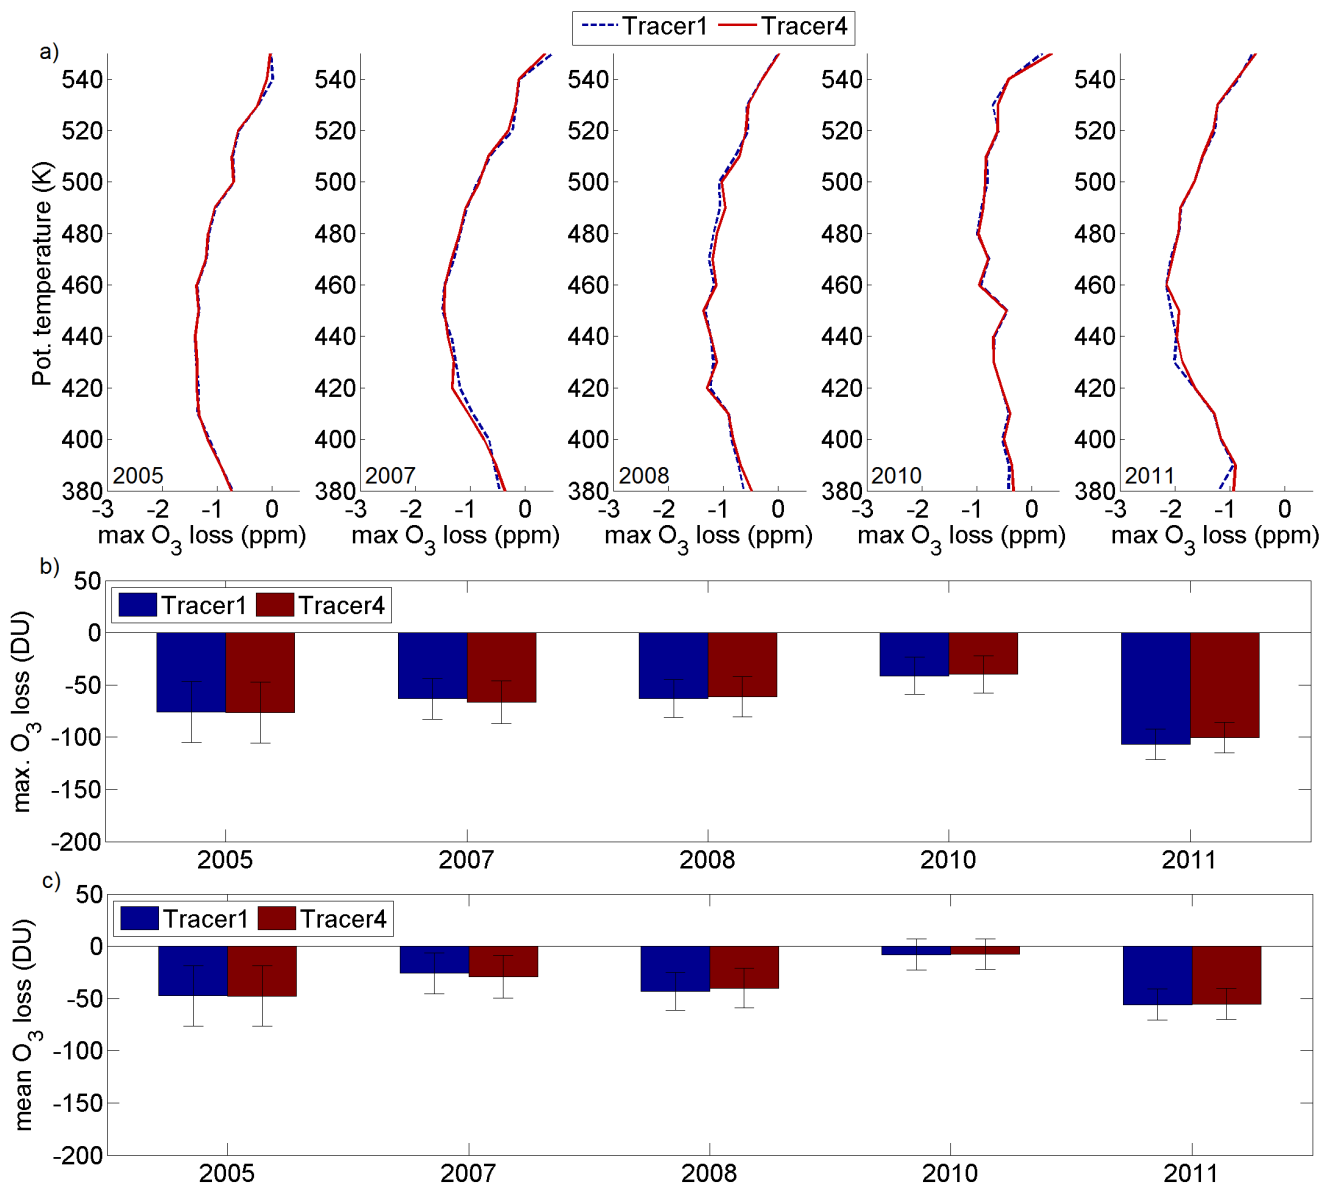 Tracer1 Tracer4
a)
540 540 540 540 540
520 520 520 520 520
500 500 500 500 500
480 480 480 480 480
460 460 460 460 460
440 440 440 440 440
420 420 420 420 420
400 400 400 400 400
380 380 380 380 380
Pot. temperature (K)
2005 2007 2008 2010 2011
-3 -2 -1 0 -3 -2 -1 0 -3 -2 -1 0 -3 -2 -1 0 -3 -2 -1 0
max O3 loss (ppm) max O3 loss (ppm) max O3 loss (ppm) max O3 loss (ppm) max O3 loss (ppm)
b)
Tracer1 Tracer4
50
0
-50
-100
-150
-200
max. O3 loss (DU)
2005 2007 2008 2010 2011
c)
Tracer1 Tracer4
50
0
-50
-100
-150
-200
mean O3 loss (DU)
2005 2007 2008 2010 2011